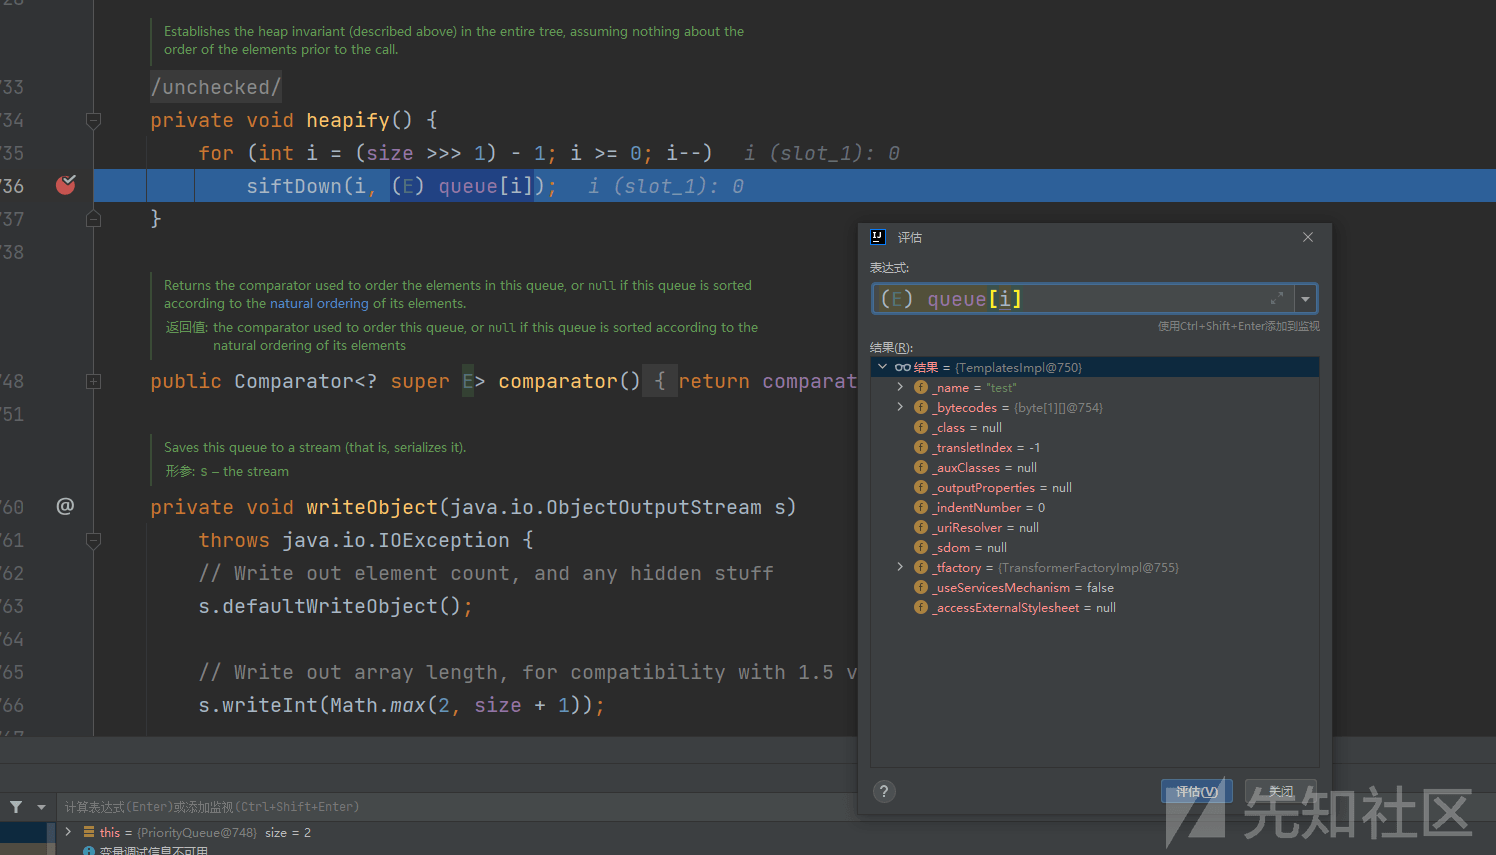 Establishes the heap invariant (described above) in the entire tree, assuming nothing about the
order of the elements prior to the call.
733 /unchecked/
734 private void heapify() {
735 for (int i = (size >>> 1) - 1; i >= 0; i--) i (slot_1): 0
736 siftDown(i, (E) queue[i]); i (slot_1): 0
737 }
738
Returns the comparator used to order the elements in this queue, or null if this queue is sorted
according to the natural ordering of its elements.
返回值: the comparator used to order this queue, or null if this queue is sorted according to the
natural ordering of its elements
748 public Comparator<? super E> comparator() { return comparat
751
Saves this queue to a stream (that is, serializes it).
形参: s – the stream
760 @ private void writeObject(java.io.ObjectOutputStream s)
761 throws java.io.IOException {
762 // Write out element count, and any hidden stuff
763 s.defaultWriteObject();
764
765 // Write out array length, for compatibility with 1.5 v
766 s.writeInt(Math.max(2, size + 1));
评估
表达式:
(E) queue[i]
使用Ctrl+Shift+Enter添加到监视
结果(R):
结果 = {TemplatesImpl@750}
_name = "test"
_bytecodes = {byte[1][]@754}
_class = null
_transletIndex = -1
_auxClasses = null
_outputProperties = null
_indentNumber = 0
_uriResolver = null
_sdom = null
_tfactory = {TransformerFactoryImpl@755}
_useServicesMechanism = false
_accessExternalStylesheet = null
? 评估(V) 关闭
计算表达式(Enter)或添加监视(Ctrl+Shift+Enter)
this = {PriorityQueue@748} size = 2
变量调试信息不可用
先知社区